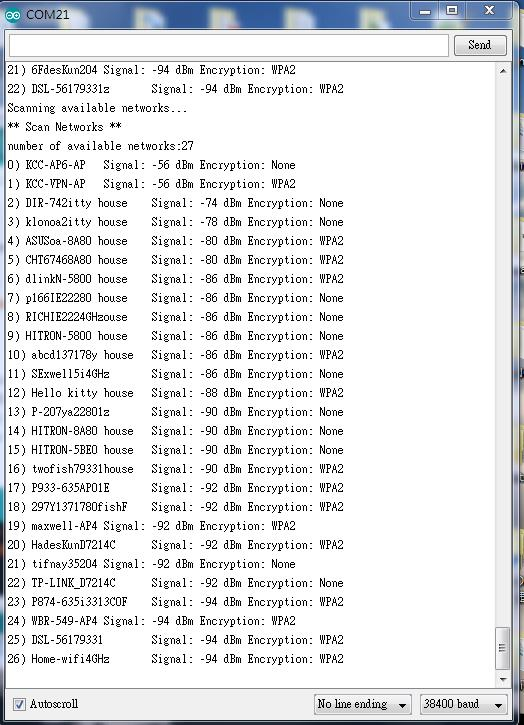 COM21
Send
21) 6FdesKun204 Signal: -94 dBm Encryption: WPA2
22) DSL-56179331z Signal: -94 dBm Encryption: WPA2
Scanning available networks...
** Scan Networks **
number of available networks:27
0) KCC-AP6-AP Signal: -56 dBm Encryption: None
1) KCC-VPN-AP Signal: -56 dBm Encryption: WPA2
2) DIR-742itty house Signal: -74 dBm Encryption: None
3) klonoa2itty house Signal: -78 dBm Encryption: None
4) ASUSoa-8A80 house Signal: -80 dBm Encryption: WPA2
5) CHT67468A80 house Signal: -80 dBm Encryption: WPA2
6) dlinkN-5800 house Signal: -86 dBm Encryption: WPA2
7) p166IE22280 house Signal: -86 dBm Encryption: None
8) RICHIE2224GHzouse Signal: -86 dBm Encryption: None
9) HITRON-5800 house Signal: -86 dBm Encryption: None
10) abcd137178y house Signal: -86 dBm Encryption: WPA2
11) SExwell5i4GHz Signal: -86 dBm Encryption: None
12) Hello kitty house Signal: -88 dBm Encryption: WPA2
13) P-207ya22801z Signal: -90 dBm Encryption: None
14) HITRON-8A80 house Signal: -90 dBm Encryption: None
15) HITRON-5BE0 house Signal: -90 dBm Encryption: None
16) twofish79331house Signal: -90 dBm Encryption: WPA2
17) P933-635AP01E Signal: -92 dBm Encryption: WPA2
18) 297Y1371780fishF Signal: -92 dBm Encryption: WPA2
19) maxwell-AP4 Signal: -92 dBm Encryption: WPA2
20) HadesKunD7214C Signal: -92 dBm Encryption: WPA2
21) tifnay35204 Signal: -92 dBm Encryption: None
22) TP-LINK_D7214C Signal: -92 dBm Encryption: None
23) P874-635i3313C0F Signal: -94 dBm Encryption: WPA2
24) WBR-549-AP4 Signal: -94 dBm Encryption: WPA2
25) DSL-56179331 Signal: -94 dBm Encryption: WPA2
26) Home-wifi4GHz Signal: -94 dBm Encryption: WPA2
Autoscroll
No line ending
38400 baud